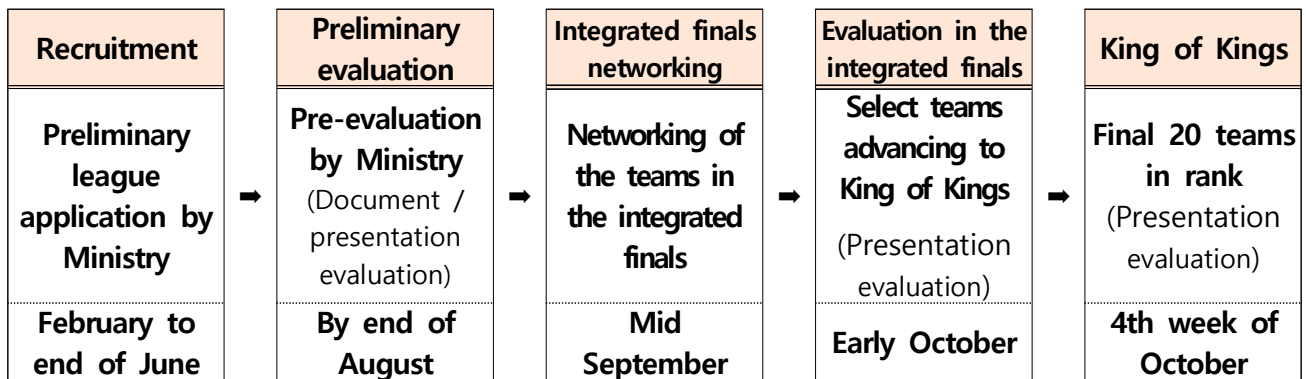 Recruitment
Preliminary
league
application by
Ministry
February to
end of June
➡
Preliminary
evaluation
Pre-evaluation
by Ministry
(Document /
presentation
evaluation)
By end of
August
➡
Integrated finals
networking
Networking of
the teams in
the integrated
finals
Mid
September
➡
Evaluation in the
integrated finals
Select teams
advancing to
King of Kings
(Presentation
evaluation)
Early October
➡
King of Kings
Final 20 teams
in rank
(Presentation
evaluation)
4th week of
October